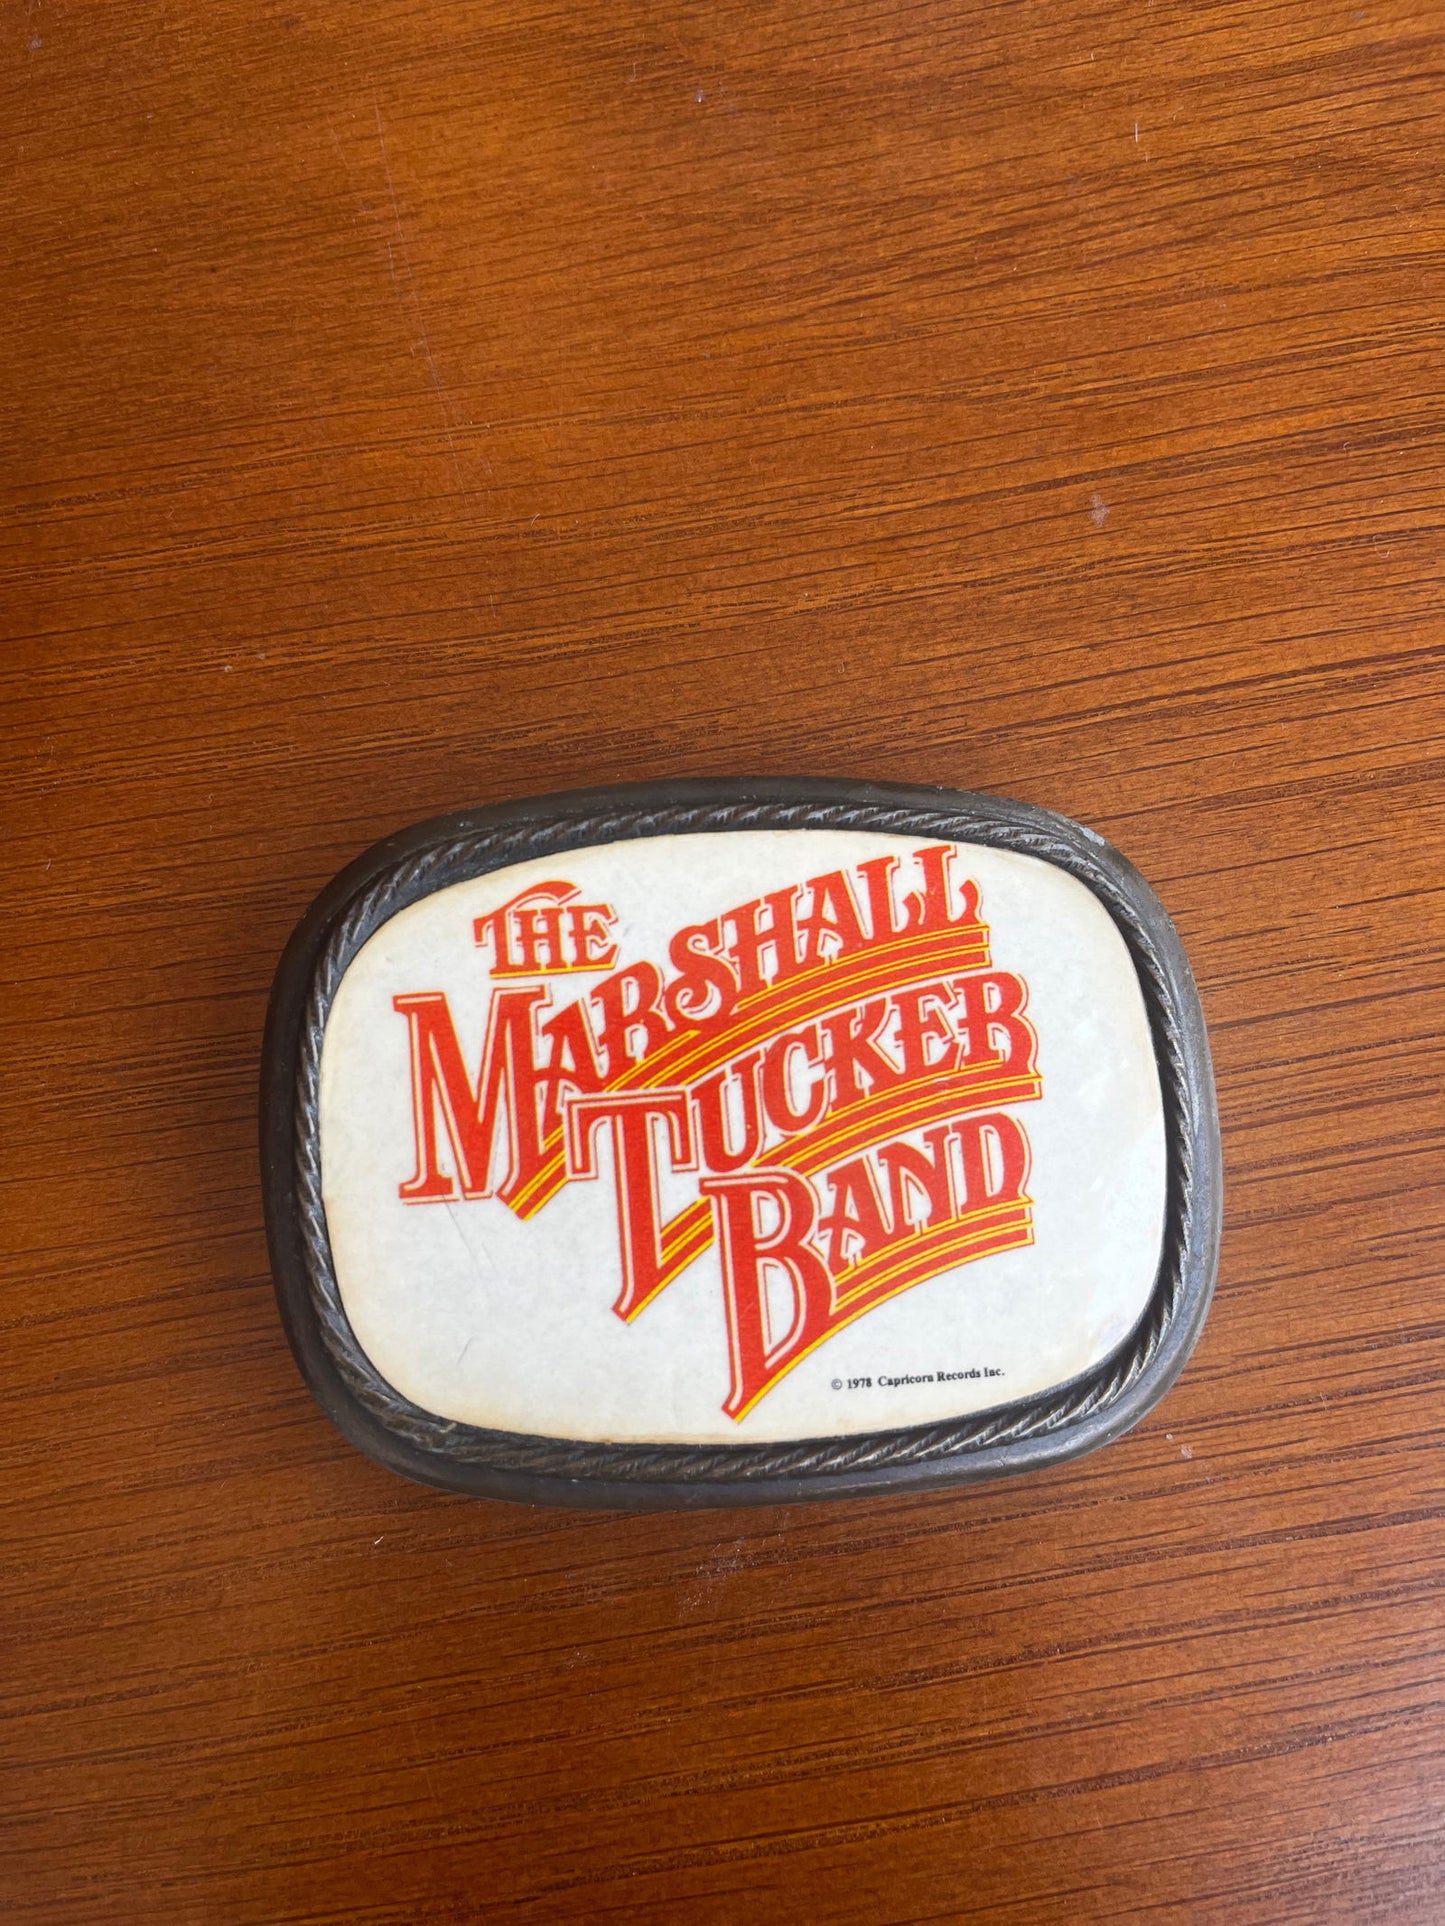 THE
MARSHALL
TUCKER
BAND
© 1978 Capricorn Records Inc.